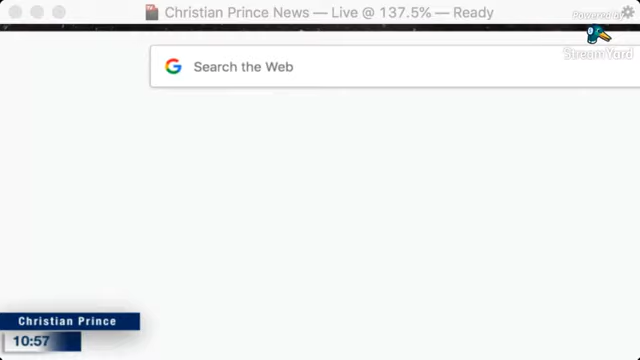 Christian Prince News — Live @ 137.5% — Ready
Powered by
StreamYard
Search the Web
Christian Prince
10:57